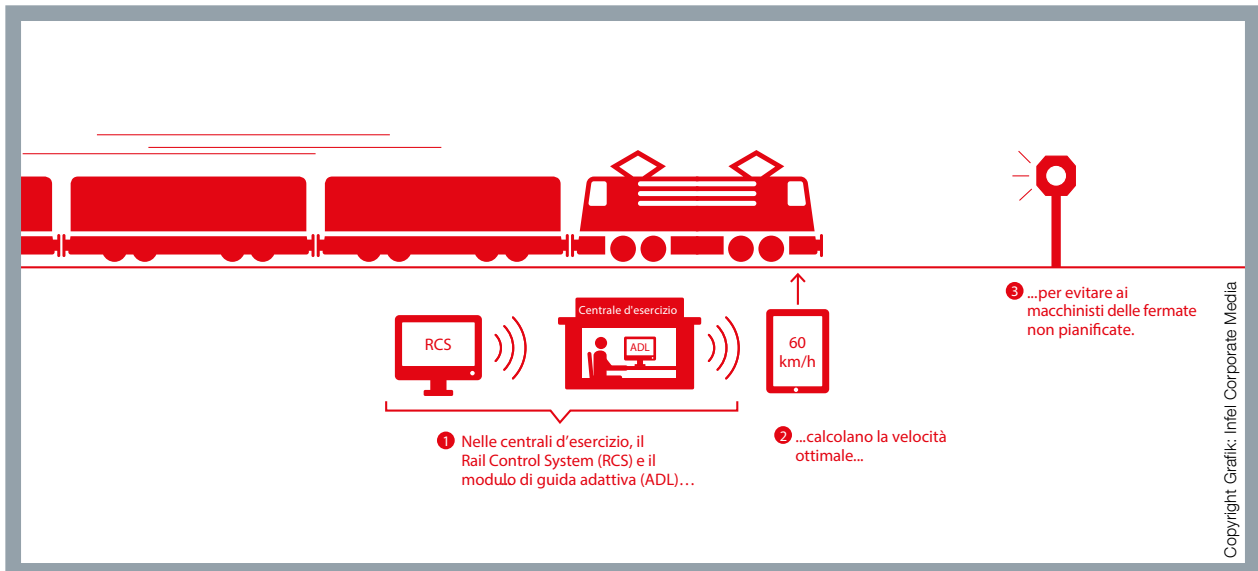 RCS
Centrale d'esercizio
ADL
60
km/h
1 Nelle centrali d’esercizio, il
Rail Control System (RCS) e il
modulo di guida adattiva (ADL)…
2 ...calcolano la velocità
ottimale...
3 ...per evitare ai
macchinisti delle fermate
non pianificate.
Copyright Grafik: Infel Corporate Media